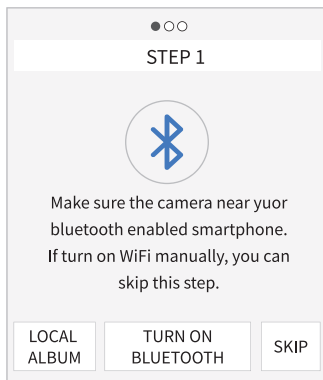 STEP 1
Make sure the camera near yuor
bluetooth enabled smartphone.
If turn on WiFi manually, you can
skip this step.
LOCAL
ALBUM
TURN ON
BLUETOOTH
SKIP